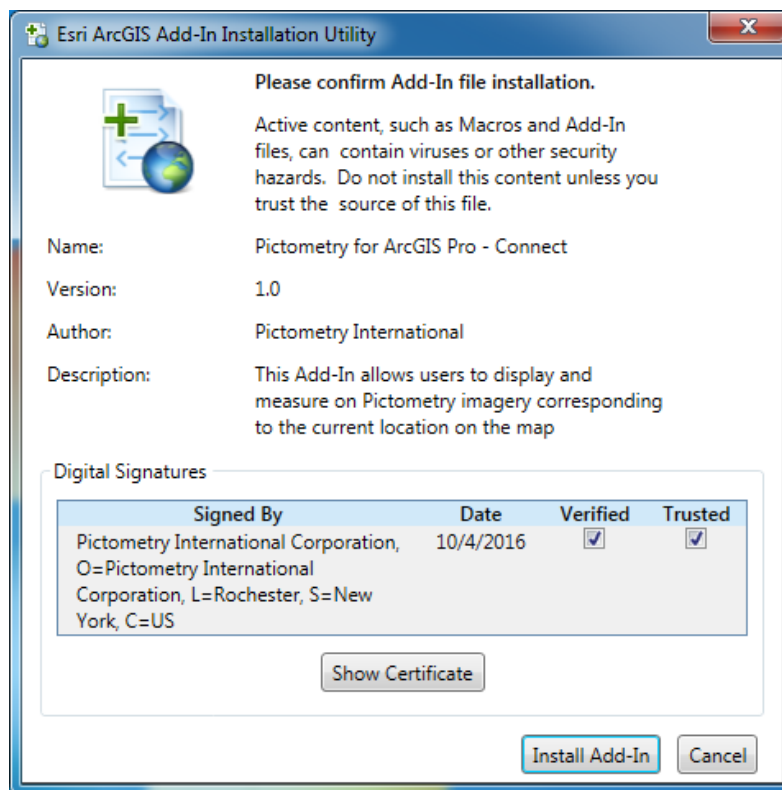 Esri ArcGIS Add-In Installation Utility
Please confirm Add-In file installation.
Active content, such as Macros and Add-In
files, can  contain viruses or other security
hazards.  Do not install this content unless you
trust the  source of this file.
Name: Pictometry for ArcGIS Pro - Connect
Version: 1.0
Author: Pictometry International
Description: This Add-In allows users to display and
measure on Pictometry imagery corresponding
to the current location on the map
Digital Signatures
Signed By Date Verified Trusted
Pictometry International Corporation, 10/4/2016
O=Pictometry International
Corporation, L=Rochester, S=New
York, C=US
Show Certificate
Install Add-In Cancel